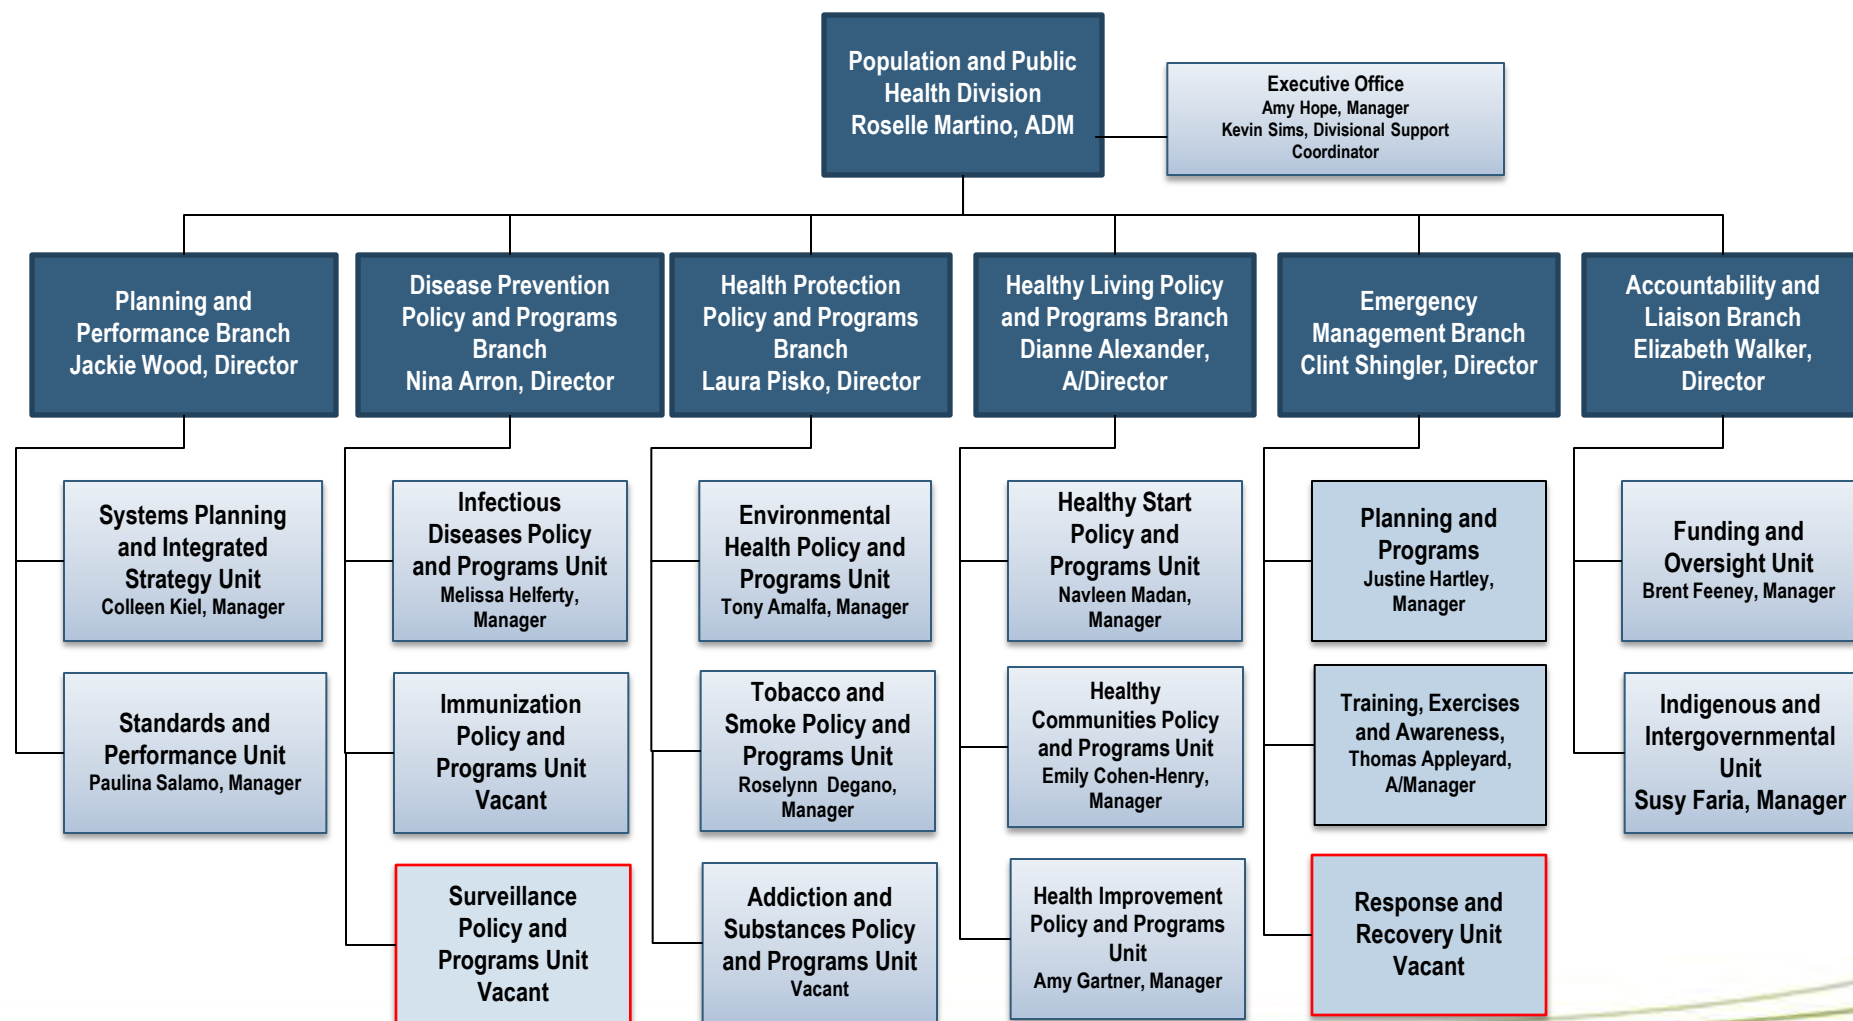 Population and Public
Health Division
Roselle Martino, ADM
Executive Office
Amy Hope, Manager
Kevin Sims, Divisional Support
Coordinator
Planning and
Performance Branch
Jackie Wood, Director
Disease Prevention
Policy and Programs
Branch
Nina Arron, Director
Health Protection
Policy and Programs
Branch
Laura Pisko, Director
Healthy Living Policy
and Programs Branch
Dianne Alexander,
A/Director
Emergency
Management Branch
Clint Shingler, Director
Accountability and
Liaison Branch
Elizabeth Walker,
Director
Systems Planning
and Integrated
Strategy Unit
Colleen Kiel, Manager
Infectious
Diseases Policy
and Programs Unit
Melissa Helferty,
Manager
Environmental
Health Policy and
Programs Unit
Tony Amalfa, Manager
Healthy Start
Policy and
Programs Unit
Navleen Madan,
Manager
Planning and
Programs
Justine Hartley,
Manager
Funding and
Oversight Unit
Brent Feeney, Manager
Standards and
Performance Unit
Paulina Salamo, Manager
Immunization
Policy and
Programs Unit
Vacant
Tobacco and
Smoke Policy and
Programs Unit
Roselynn Degano,
Manager
Healthy
Communities Policy
and Programs Unit
Emily Cohen-Henry,
Manager
Training, Exercises
and Awareness,
Thomas Appleyard,
A/Manager
Indigenous and
Intergovernmental
Unit
Susy Faria, Manager
Surveillance
Policy and
Programs Unit
Vacant
Addiction and
Substances Policy
and Programs Unit
Vacant
Health Improvement
Policy and Programs
Unit
Amy Gartner, Manager
Response and
Recovery Unit
Vacant